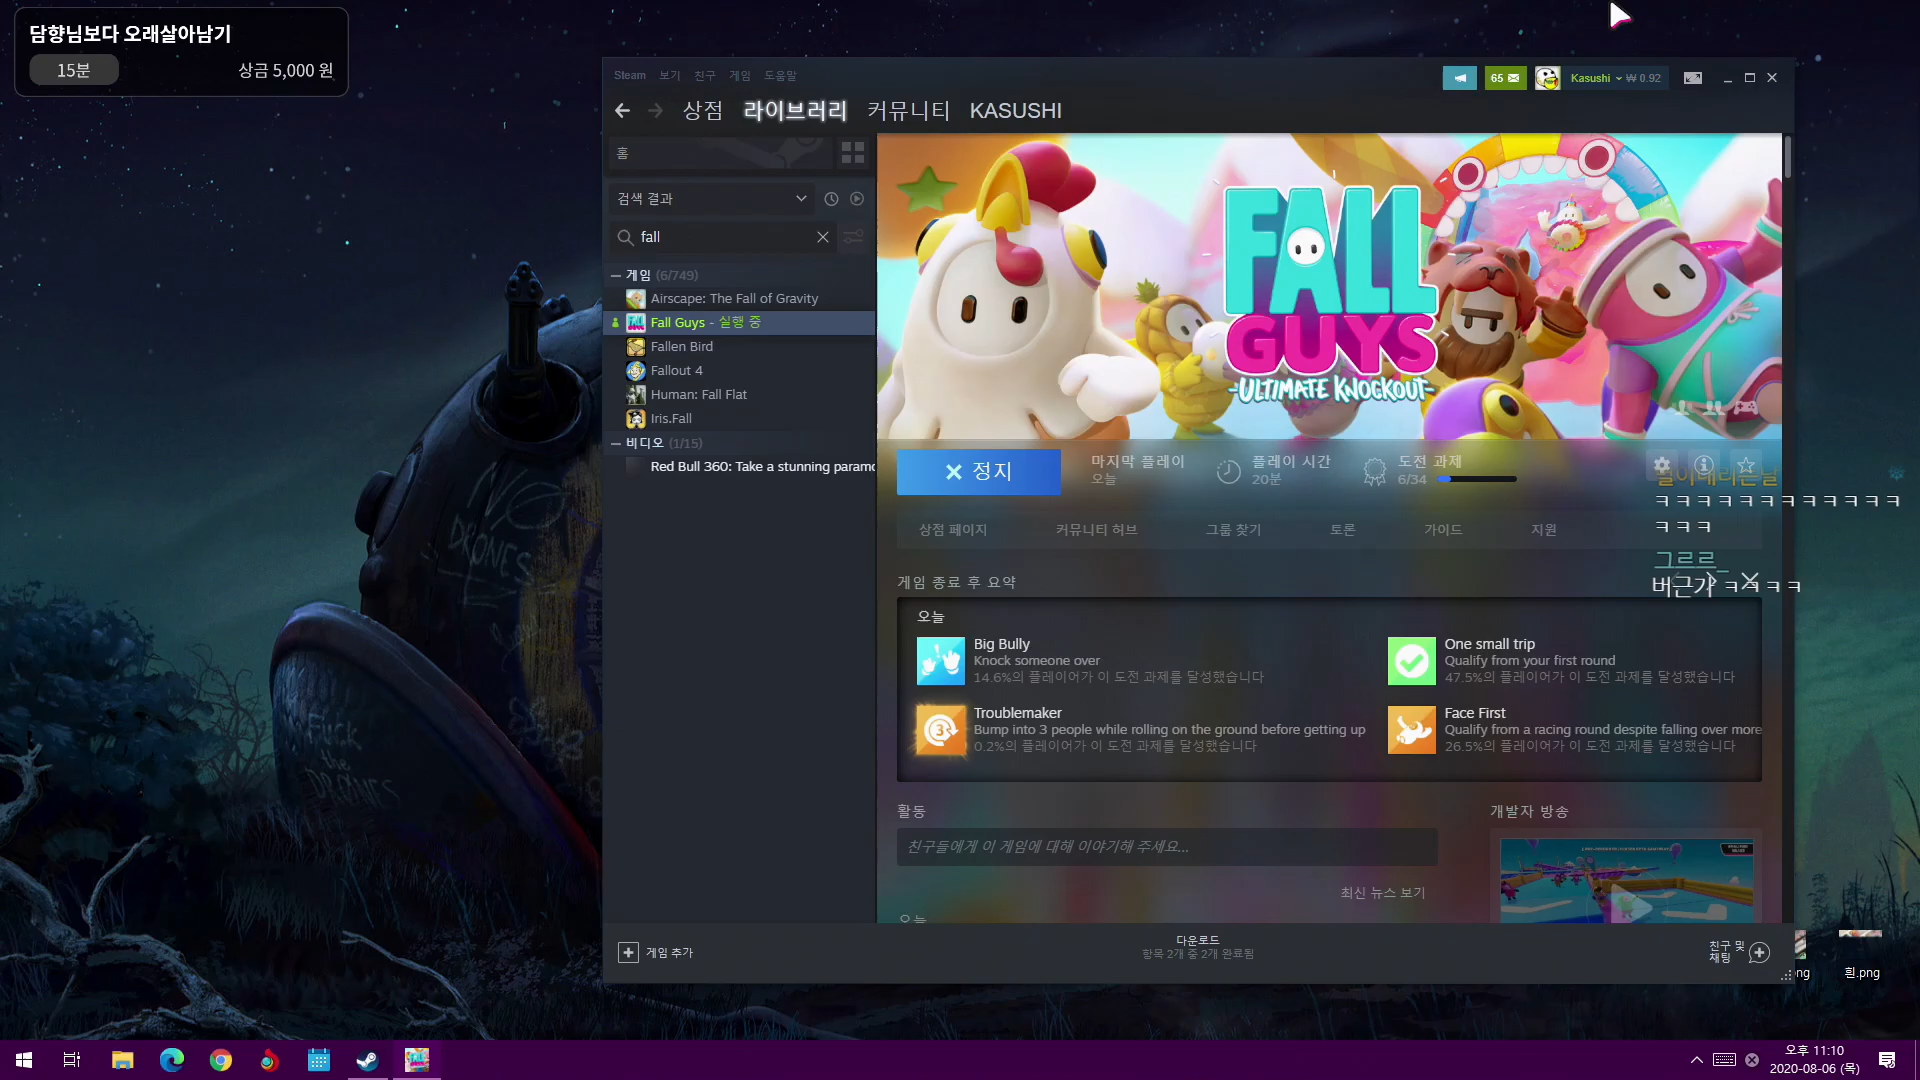 담향님보다 오래살아남기
15분
상금 5,000 원
Steam 보기 친구 게임 도움말
65
Kasushi
₩ 0.92
상점 라이브러리 커뮤니티 KASUSHI
홈
검색 결과
fall
게임 (6/749)
Airscape: The Fall of Gravity
Fall Guys - 실행 중
Fallen Bird
Fallout 4
Human: Fall Flat
Iris.Fall
비디오 (1/15)
Red Bull 360: Take a stunning paramo
FALL
GUYS
-ULTIMATE KNOCKOUT-
정지
마지막 플레이
오늘
플레이 시간
20분
도전 과제
6/34
ㅋㅋㅋㅋㅋㅋㅋㅋㅋㅋㅋㅋ
ㅋㅋㅋ
그르르_
버근가 ㅋㅋㅋㅋ
상점 페이지 커뮤니티 허브 그룹 찾기 토론 가이드 지원
게임 종료 후 요약
오늘
Big Bully
Knock someone over
14.6%의 플레이어가 이 도전 과제를 달성했습니다
One small trip
Qualify from your first round
47.5%의 플레이어가 이 도전 과제를 달성했습니다
Troublemaker
Bump into 3 people while rolling on the ground before getting up
0.2%의 플레이어가 이 도전 과제를 달성했습니다
Face First
Qualify from a racing round despite falling over more
26.5%의 플레이어가 이 도전 과제를 달성했습니다
활동
개발자 방송
친구들에게 이 게임에 대해 이야기해 주세요...
최신 뉴스 보기
오늘
게임 추가
다운로드
항목 2개 중 2개 완료됨
친구 및
채팅
ong
흰.png
DRONES
오후 11:10
2020-08-06 (목)